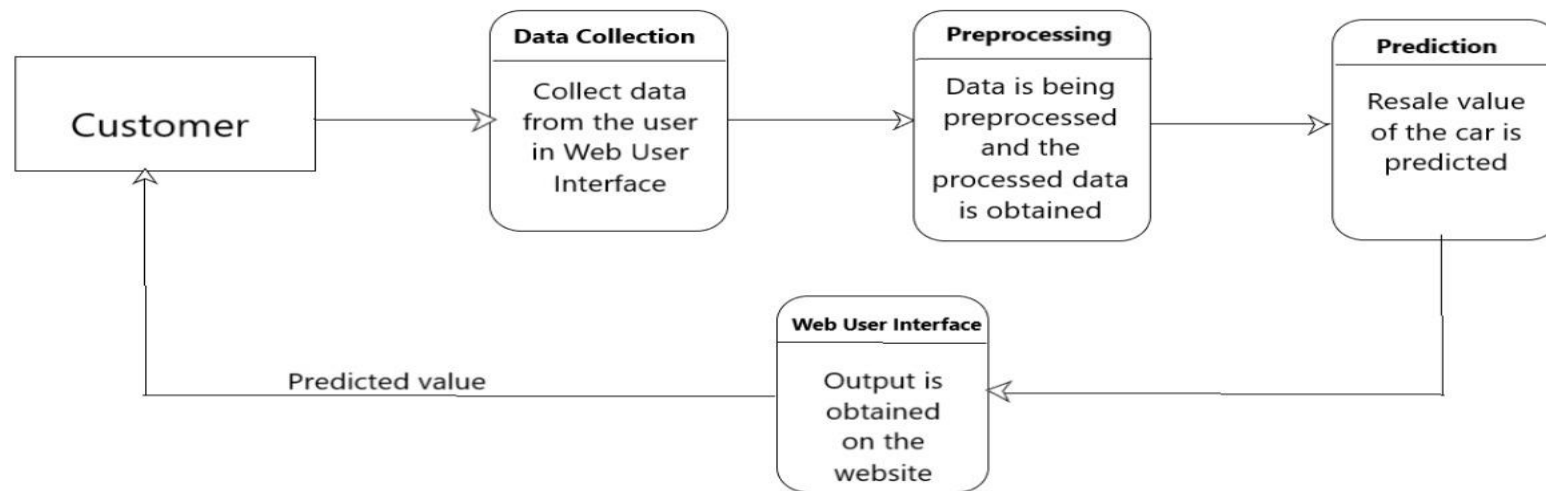 Customer
Data Collection
Collect data
from the user
in Web User
Interface
Preprocessing
Data is being
preprocessed
and the
processed data
is obtained
Prediction
Resale value
of the car is
predicted
Web User Interface
Output is
obtained
on the
website
Predicted value